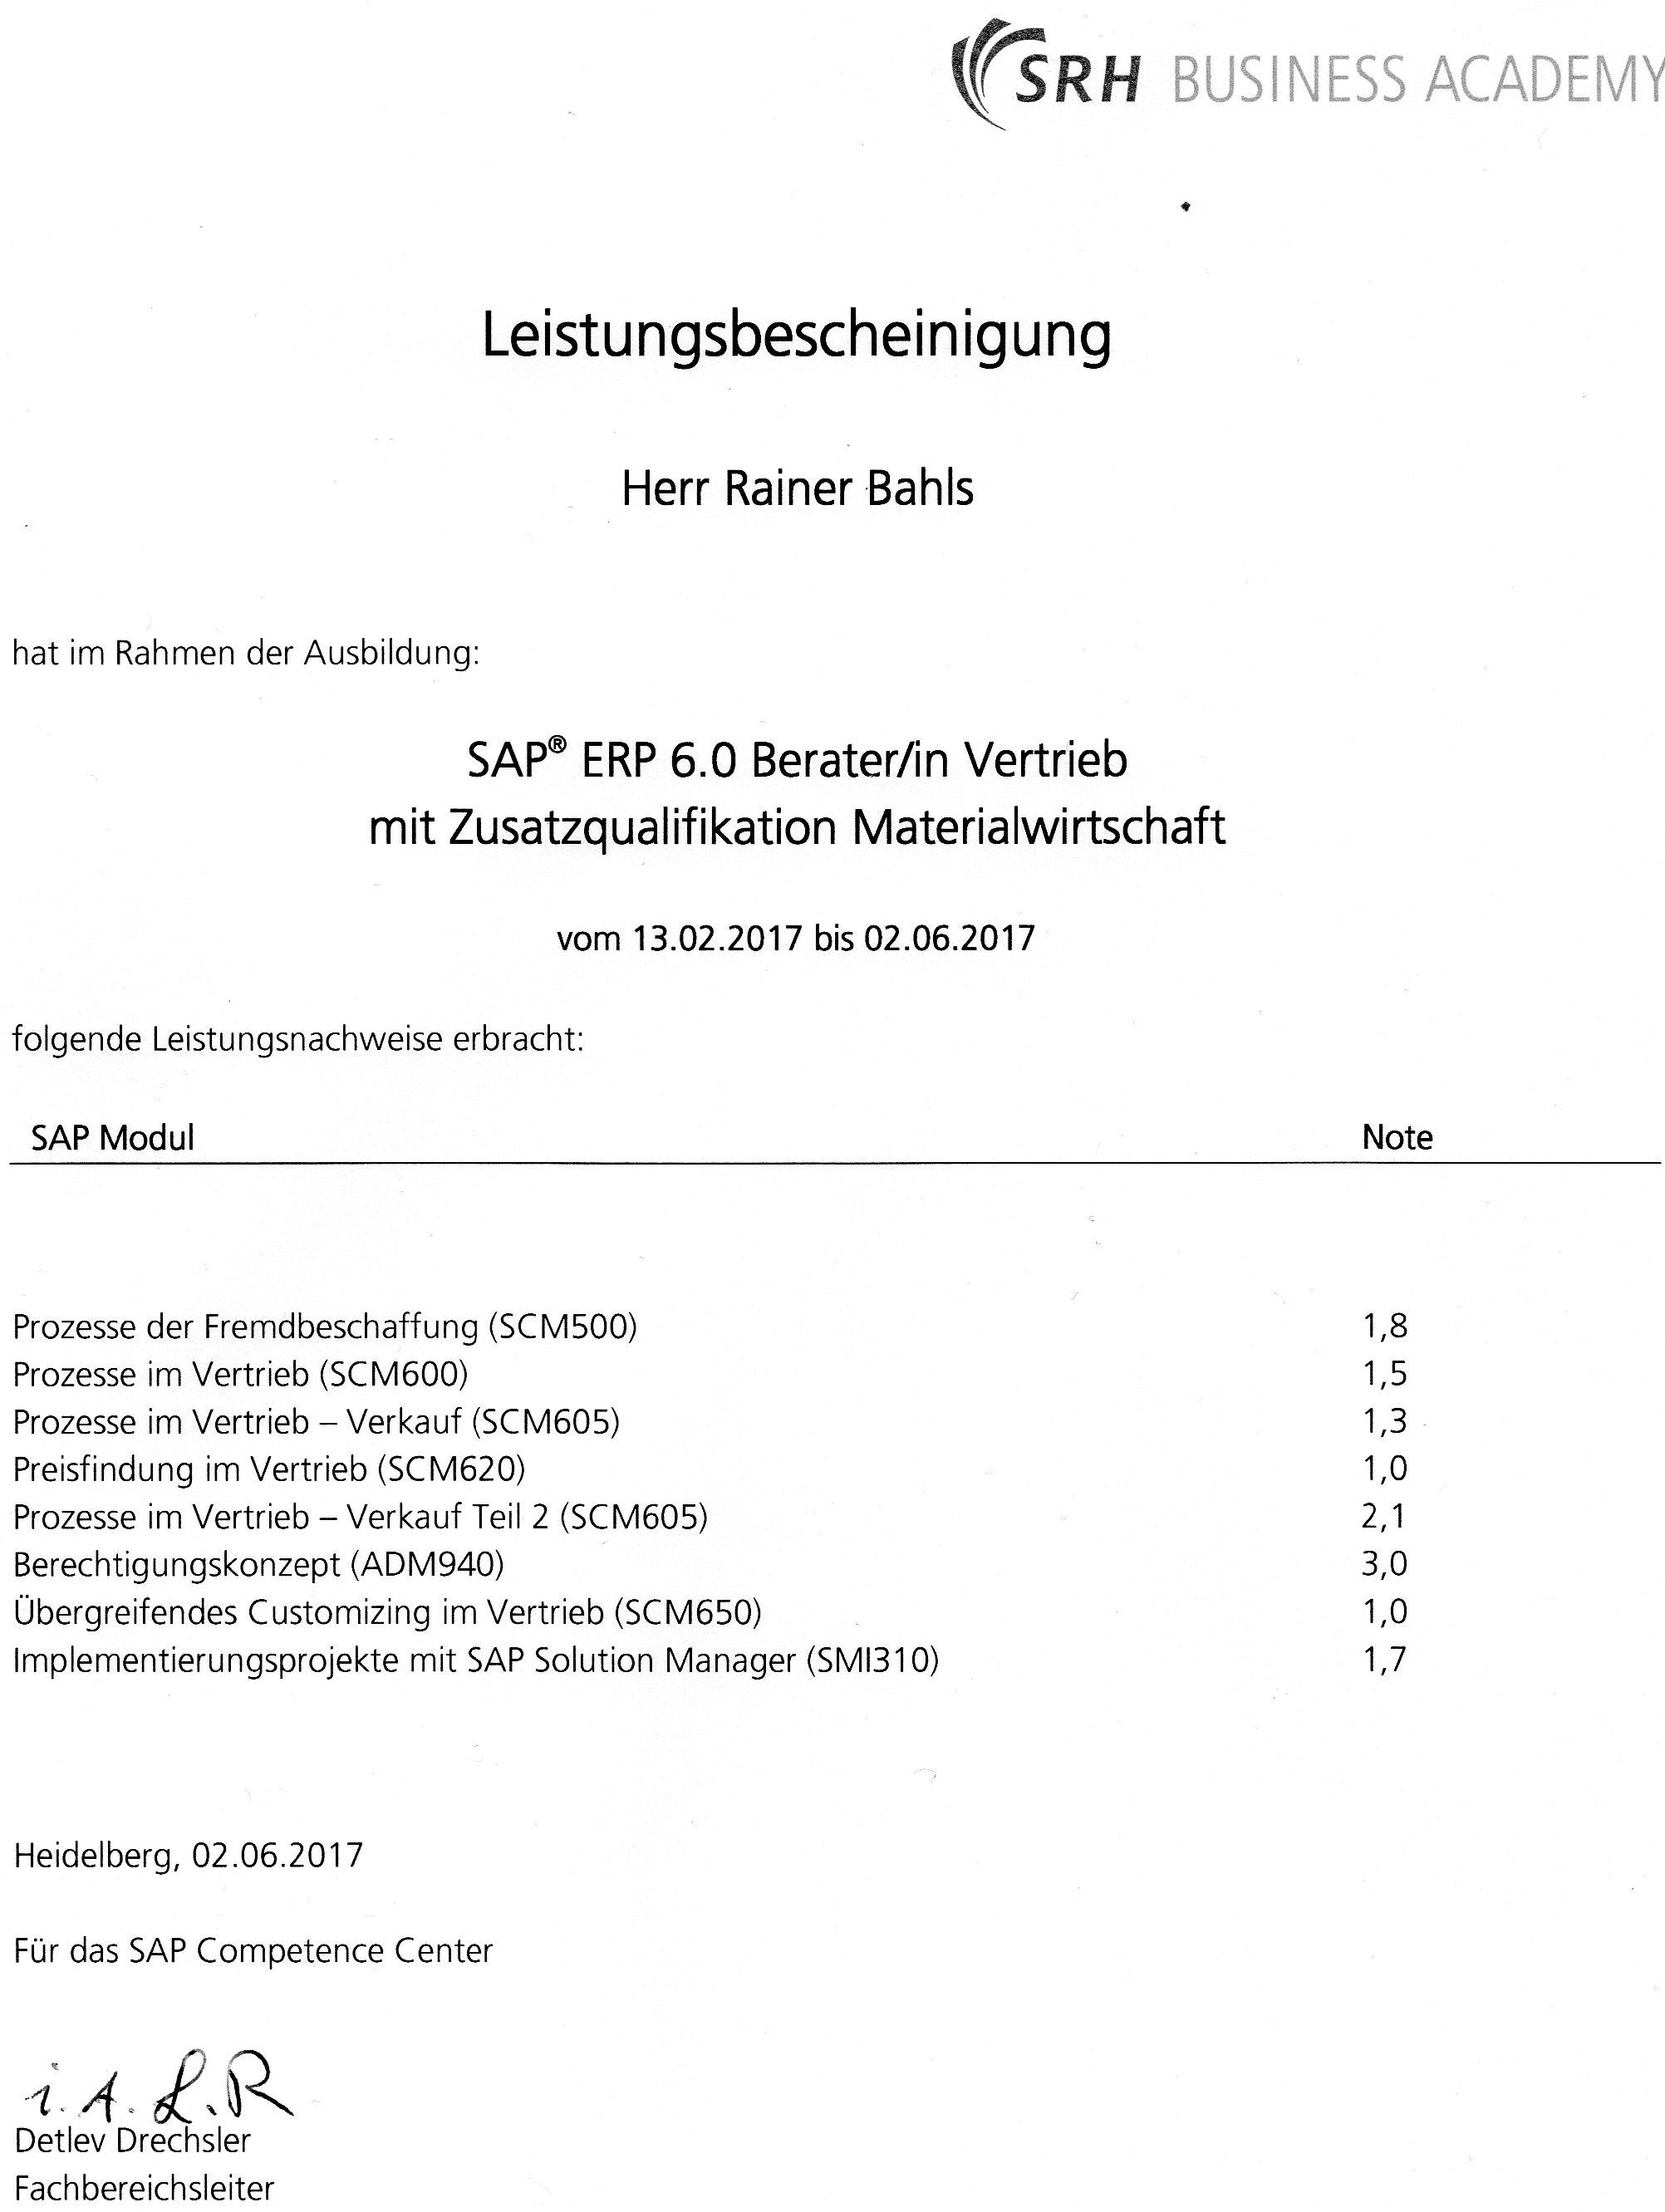 SRH BUSINESS ACADEMY
Leistungsbescheinigung
Herr Rainer Bahls
hat im Rahmen der Ausbildung:
SAP® ERP 6.0 Berater/in Vertrieb
mit Zusatzqualifikation Materialwirtschaft
vom 13.02.2017 bis 02.06.2017
folgende Leistungsnachweise erbracht:
SAP Modul Note
Prozesse der Fremdbeschaffung (SCM500) 1,8
Prozesse im Vertrieb (SCM600) 1,5
Prozesse im Vertrieb – Verkauf (SCM605) 1,3
Preisfindung im Vertrieb (SCM620) 1,0
Prozesse im Vertrieb – Verkauf Teil 2 (SCM605) 2,1
Berechtigungskonzept (ADM940) 3,0
Übergreifendes Customizing im Vertrieb (SCM650) 1,0
Implementierungsprojekte mit SAP Solution Manager (SMI310) 1,7
Heidelberg, 02.06.2017
Für das SAP Competence Center
i. A. L.R
Detlev Drechsler
Fachbereichsleiter